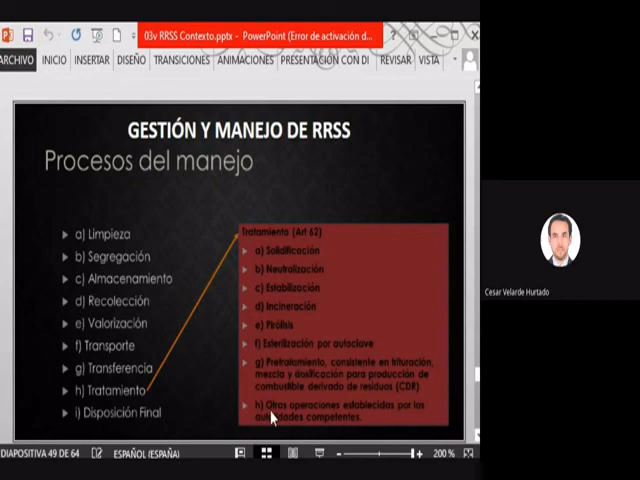 03v RRSS Contexto.pptx - PowerPoint (Error de activación d...
ARCHIVO INICIO INSERTAR DISEÑO TRANSICIONES ANIMACIONES PRESENTACIÓN CON DI REVISAR VISTA
GESTIÓN Y MANEJO DE RRSS
Procesos del manejo
a) Limpieza
b) Segregación
c) Almacenamiento
d) Recolección
e) Valorización
f) Transporte
g) Transferencia
h) Tratamiento
i) Disposición Final
Tratamiento (Art 62)
a) Solidificación
b) Neutralización
c) Estabilización
d) Incineración
e) Pirólisis
f) Esterilización por autoclave
g) Pretratamiento, consistente en trituración,
mezcla y dosificación para producción de
combustible derivado de residuos (CDR)
h) Otras operaciones establecidas por las
autoridades competentes.
Cesar Velarde Hurtado
DIAPOSITIVA 49 DE 64 ESPAÑOL (ESPAÑA) 200 %